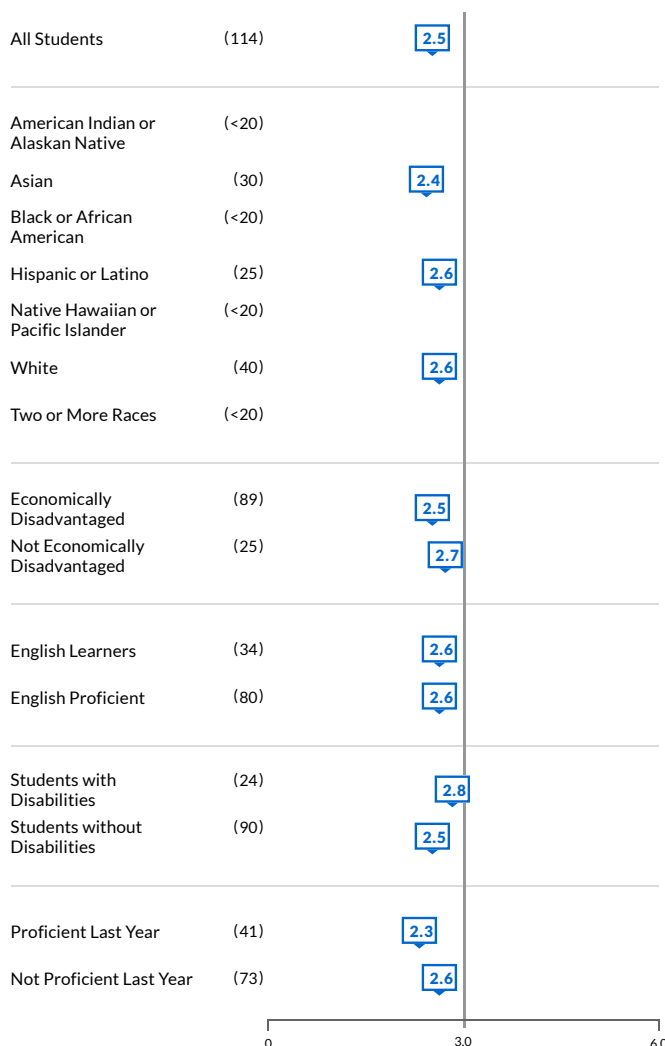 All Students (114) 2.5
American Indian or (<20)
Alaskan Native
Asian (30) 2.4
Black or African (<20)
American
Hispanic or Latino (25) 2.6
Native Hawaiian or (<20)
Pacific Islander
White (40) 2.6
Two or More Races (<20)
Economically (89) 2.5
Disadvantaged
Not Economically (25) 2.7
Disadvantaged
English Learners (34) 2.6
English Proficient (80) 2.6
Students with (24) 2.8
Disabilities
Students without (90) 2.5
Disabilities
Proficient Last Year (41) 2.3
Not Proficient Last Year (73) 2.6
0 3.0 6.0